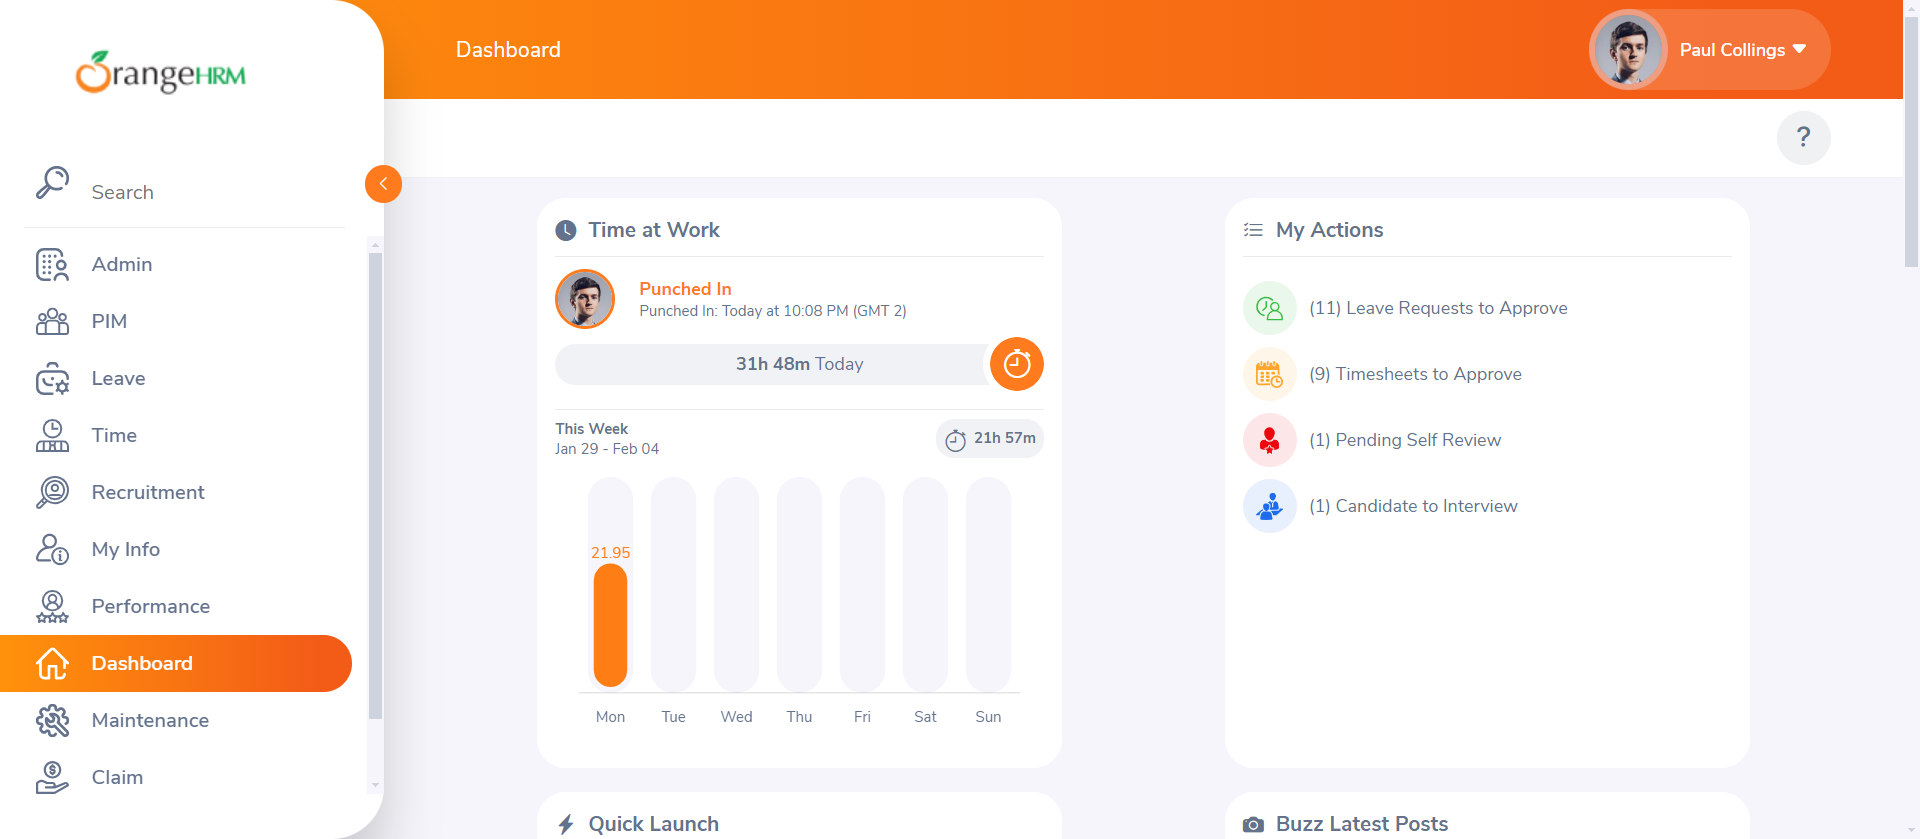 OrangeHRM
Dashboard
Paul Collings
Search
?
Admin
PIM
Leave
Time
Recruitment
My Info
Performance
Dashboard
Maintenance
Claim
Time at Work
Punched In
Punched In: Today at 10:08 PM (GMT 2)
31h 48m Today
This Week
Jan 29 - Feb 04
21h 57m
21.95
Mon Tue Wed Thu Fri Sat Sun
My Actions
(11) Leave Requests to Approve
(9) Timesheets to Approve
(1) Pending Self Review
(1) Candidate to Interview
Quick Launch
Buzz Latest Posts